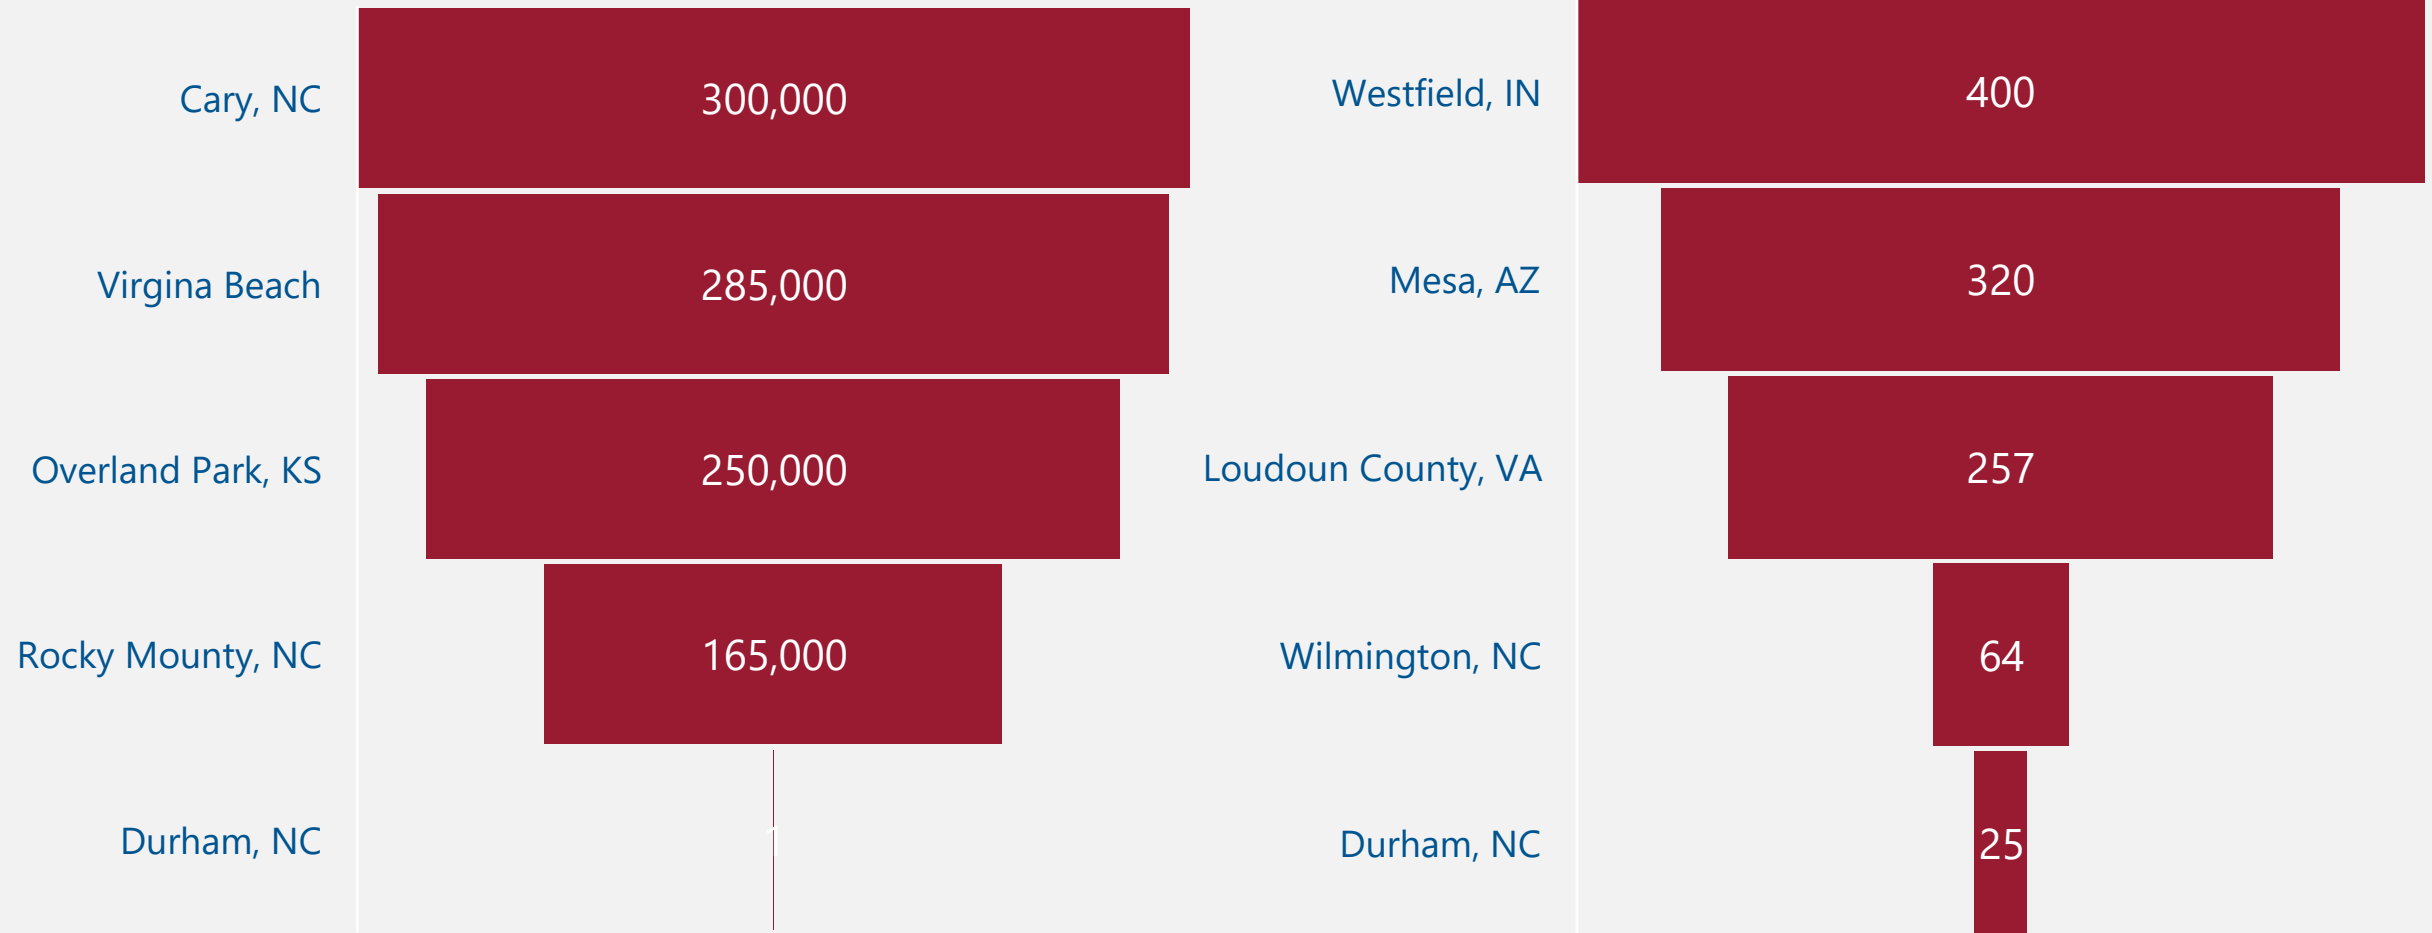 Cary, NC
300,000
Virgina Beach
285,000
Overland Park, KS
250,000
Rocky Mounty, NC
165,000
Durham, NC
1
Westfield, IN
400
Mesa, AZ
320
Loudoun County, VA
257
Wilmington, NC
64
Durham, NC
25